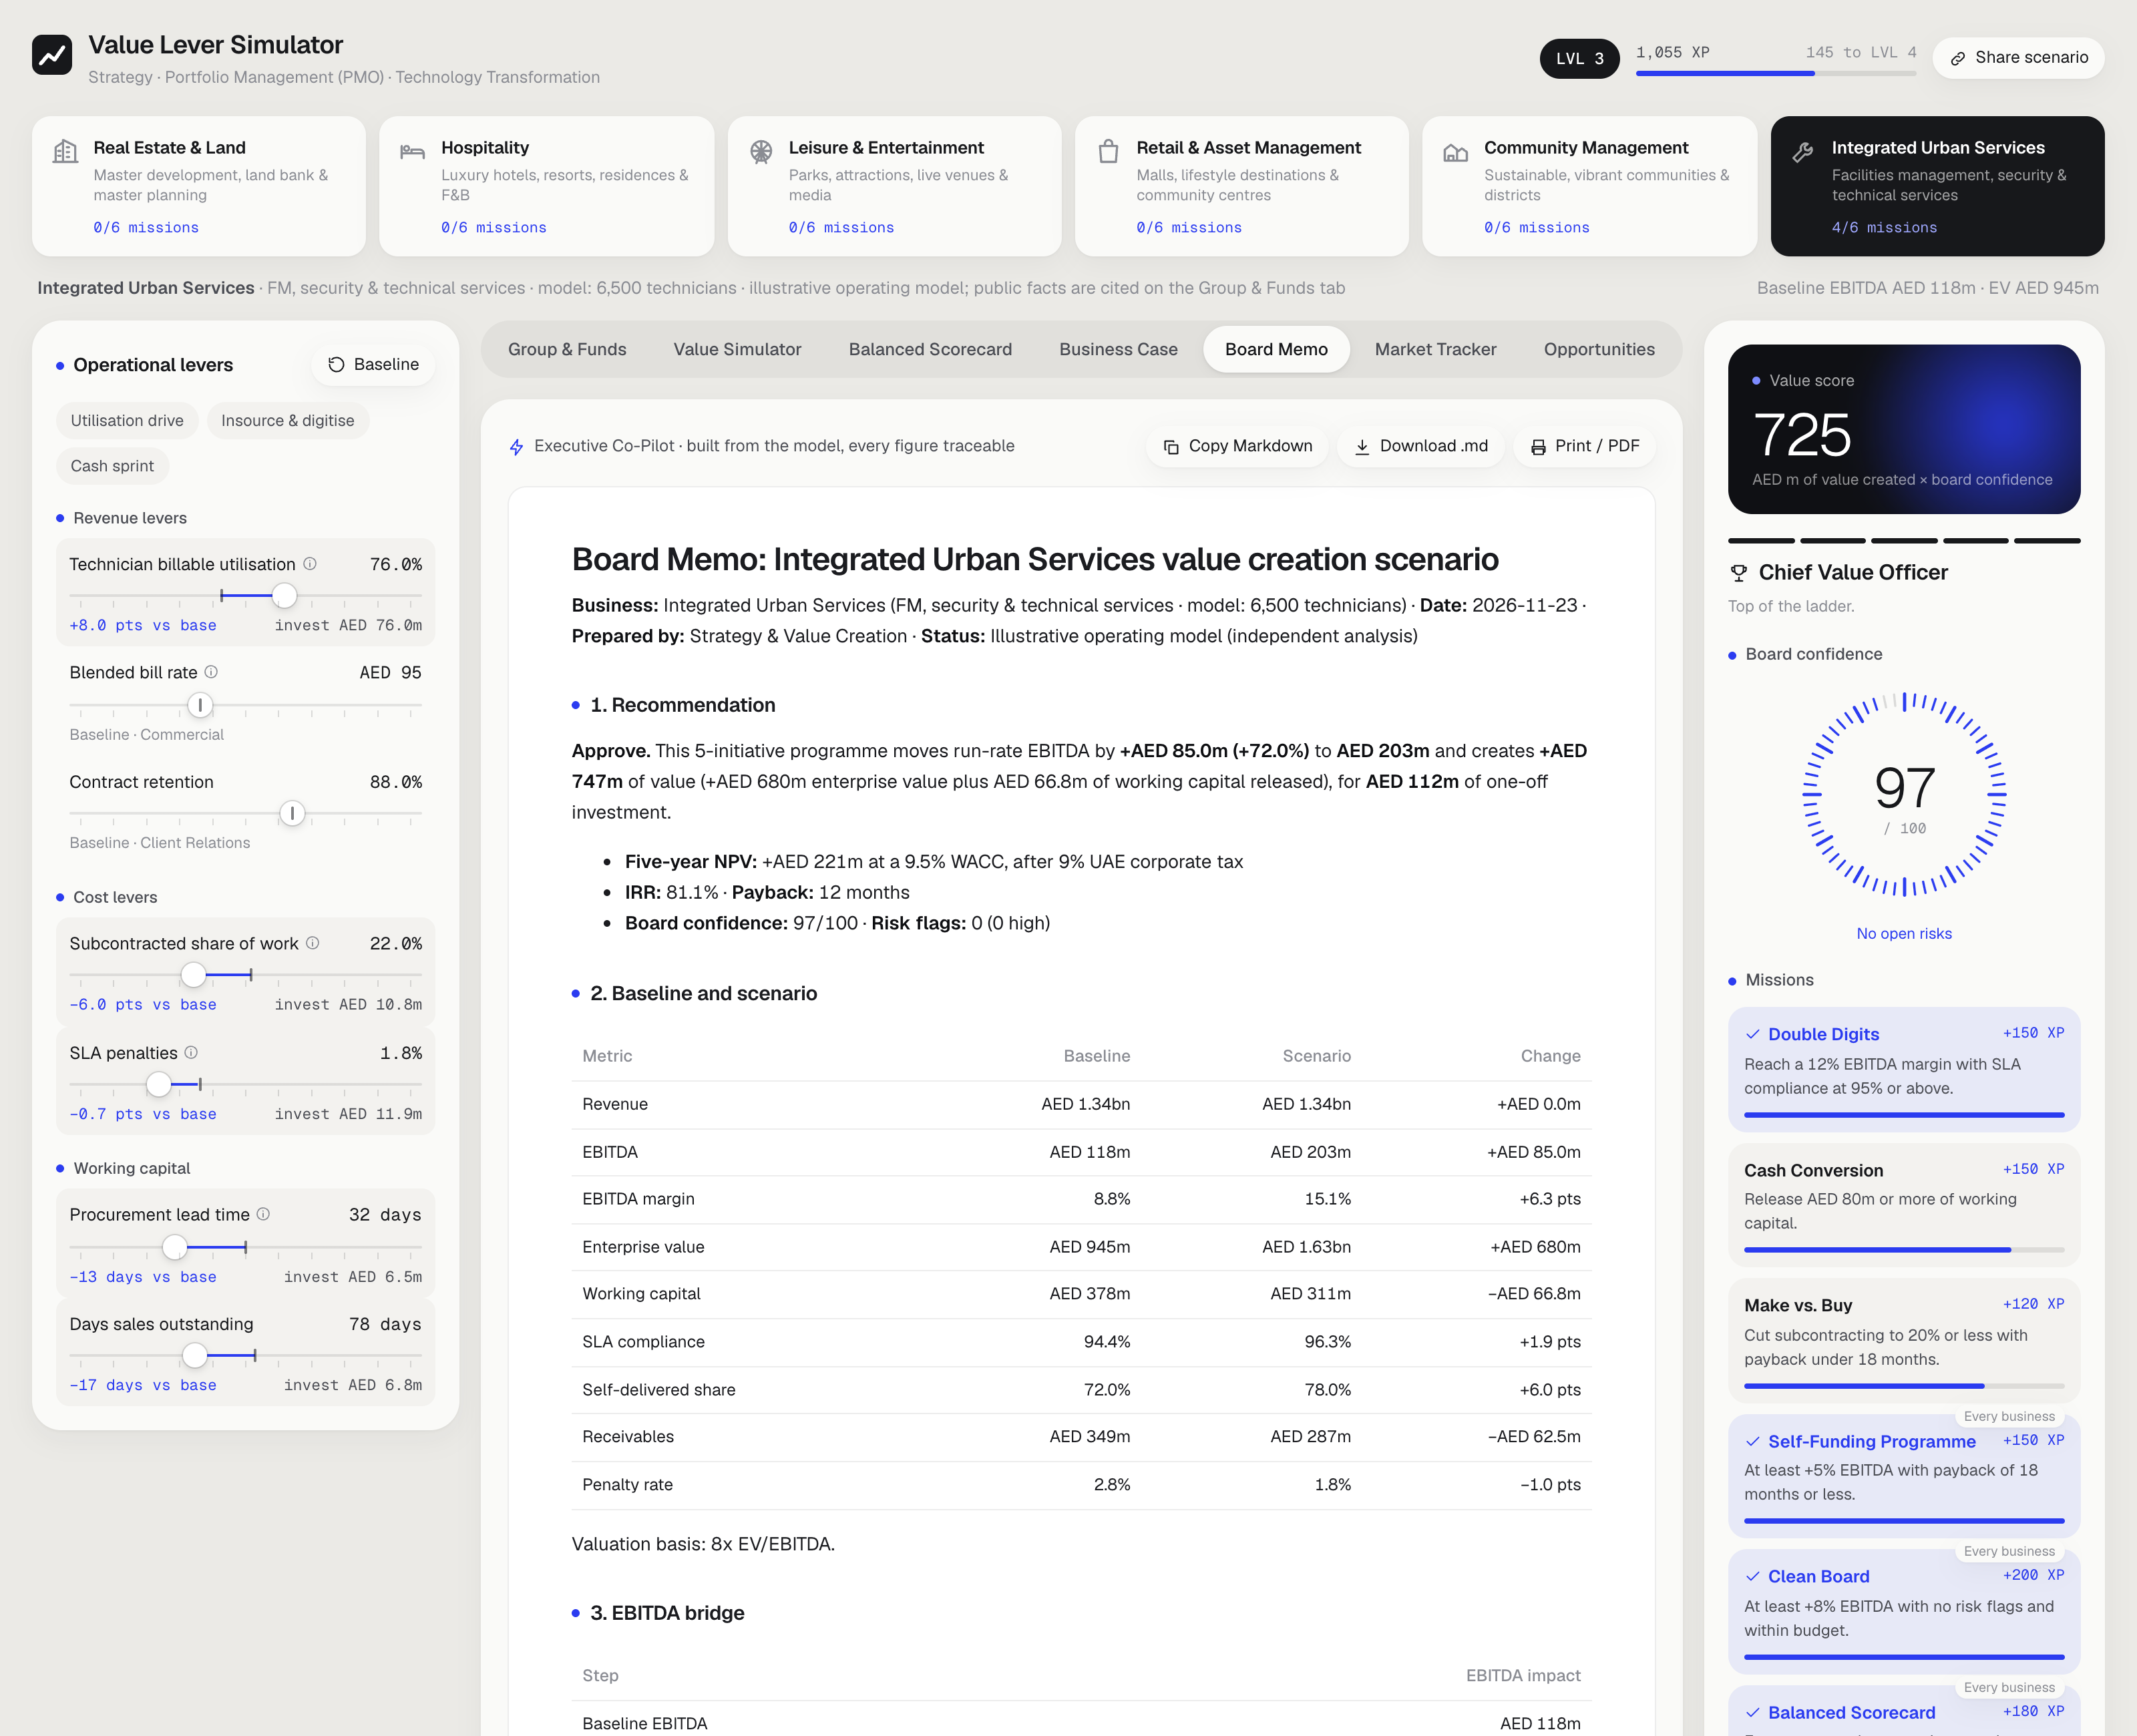 Value Lever Simulator
Strategy · Portfolio Management (PMO) · Technology Transformation
LVL 3
1,055 XP
145 to LVL 4
Share scenario
Real Estate & Land
Master development, land bank &
master planning
0/6 missions
Hospitality
Luxury hotels, resorts, residences &
F&B
0/6 missions
Leisure & Entertainment
Parks, attractions, live venues &
media
0/6 missions
Retail & Asset Management
Malls, lifestyle destinations &
community centres
0/6 missions
Community Management
Sustainable, vibrant communities &
districts
0/6 missions
Integrated Urban Services
Facilities management, security &
technical services
4/6 missions
Integrated Urban Services · FM, security & technical services · model: 6,500 technicians · illustrative operating model; public facts are cited on the Group & Funds tab
Baseline EBITDA AED 118m · EV AED 945m
Operational levers
Baseline
Utilisation drive
Insource & digitise
Cash sprint
Revenue levers
Technician billable utilisation
76.0%
+8.0 pts vs base
invest AED 76.0m
Blended bill rate
AED 95
Baseline · Commercial
Contract retention
88.0%
Baseline · Client Relations
Cost levers
Subcontracted share of work
22.0%
−6.0 pts vs base
invest AED 10.8m
SLA penalties
1.8%
−0.7 pts vs base
invest AED 11.9m
Working capital
Procurement lead time
32 days
−13 days vs base
invest AED 6.5m
Days sales outstanding
78 days
−17 days vs base
invest AED 6.8m
Group & Funds
Value Simulator
Balanced Scorecard
Business Case
Board Memo
Market Tracker
Opportunities
Executive Co-Pilot · built from the model, every figure traceable
Copy Markdown
Download .md
Print / PDF
Board Memo: Integrated Urban Services value creation scenario
Business: Integrated Urban Services (FM, security & technical services · model: 6,500 technicians) · Date: 2026-11-23 ·
Prepared by: Strategy & Value Creation · Status: Illustrative operating model (independent analysis)
1. Recommendation
Approve. This 5-initiative programme moves run-rate EBITDA by +AED 85.0m (+72.0%) to AED 203m and creates +AED
747m of value (+AED 680m enterprise value plus AED 66.8m of working capital released), for AED 112m of one-off
investment.
Five-year NPV: +AED 221m at a 9.5% WACC, after 9% UAE corporate tax
IRR: 81.1% · Payback: 12 months
Board confidence: 97/100 · Risk flags: 0 (0 high)
2. Baseline and scenario
Metric Baseline Scenario Change
Revenue AED 1.34bn AED 1.34bn +AED 0.0m
EBITDA AED 118m AED 203m +AED 85.0m
EBITDA margin 8.8% 15.1% +6.3 pts
Enterprise value AED 945m AED 1.63bn +AED 680m
Working capital AED 378m AED 311m −AED 66.8m
SLA compliance 94.4% 96.3% +1.9 pts
Self-delivered share 72.0% 78.0% +6.0 pts
Receivables AED 349m AED 287m −AED 62.5m
Penalty rate 2.8% 1.8% −1.0 pts
Valuation basis: 8x EV/EBITDA.
3. EBITDA bridge
Step EBITDA impact
Baseline EBITDA AED 118m
Value score
725
AED m of value created × board confidence
Chief Value Officer
Top of the ladder.
Board confidence
97
/ 100
No open risks
Missions
Double Digits
+150 XP
Reach a 12% EBITDA margin with SLA
compliance at 95% or above.
Cash Conversion
+150 XP
Release AED 80m or more of working
capital.
Make vs. Buy
+120 XP
Cut subcontracting to 20% or less with
payback under 18 months.
Every business
Self-Funding Programme
+150 XP
At least +5% EBITDA with payback of 18
months or less.
Every business
Clean Board
+200 XP
At least +8% EBITDA with no risk flags and
within budget.
Every business
Balanced Scorecard
+180 XP